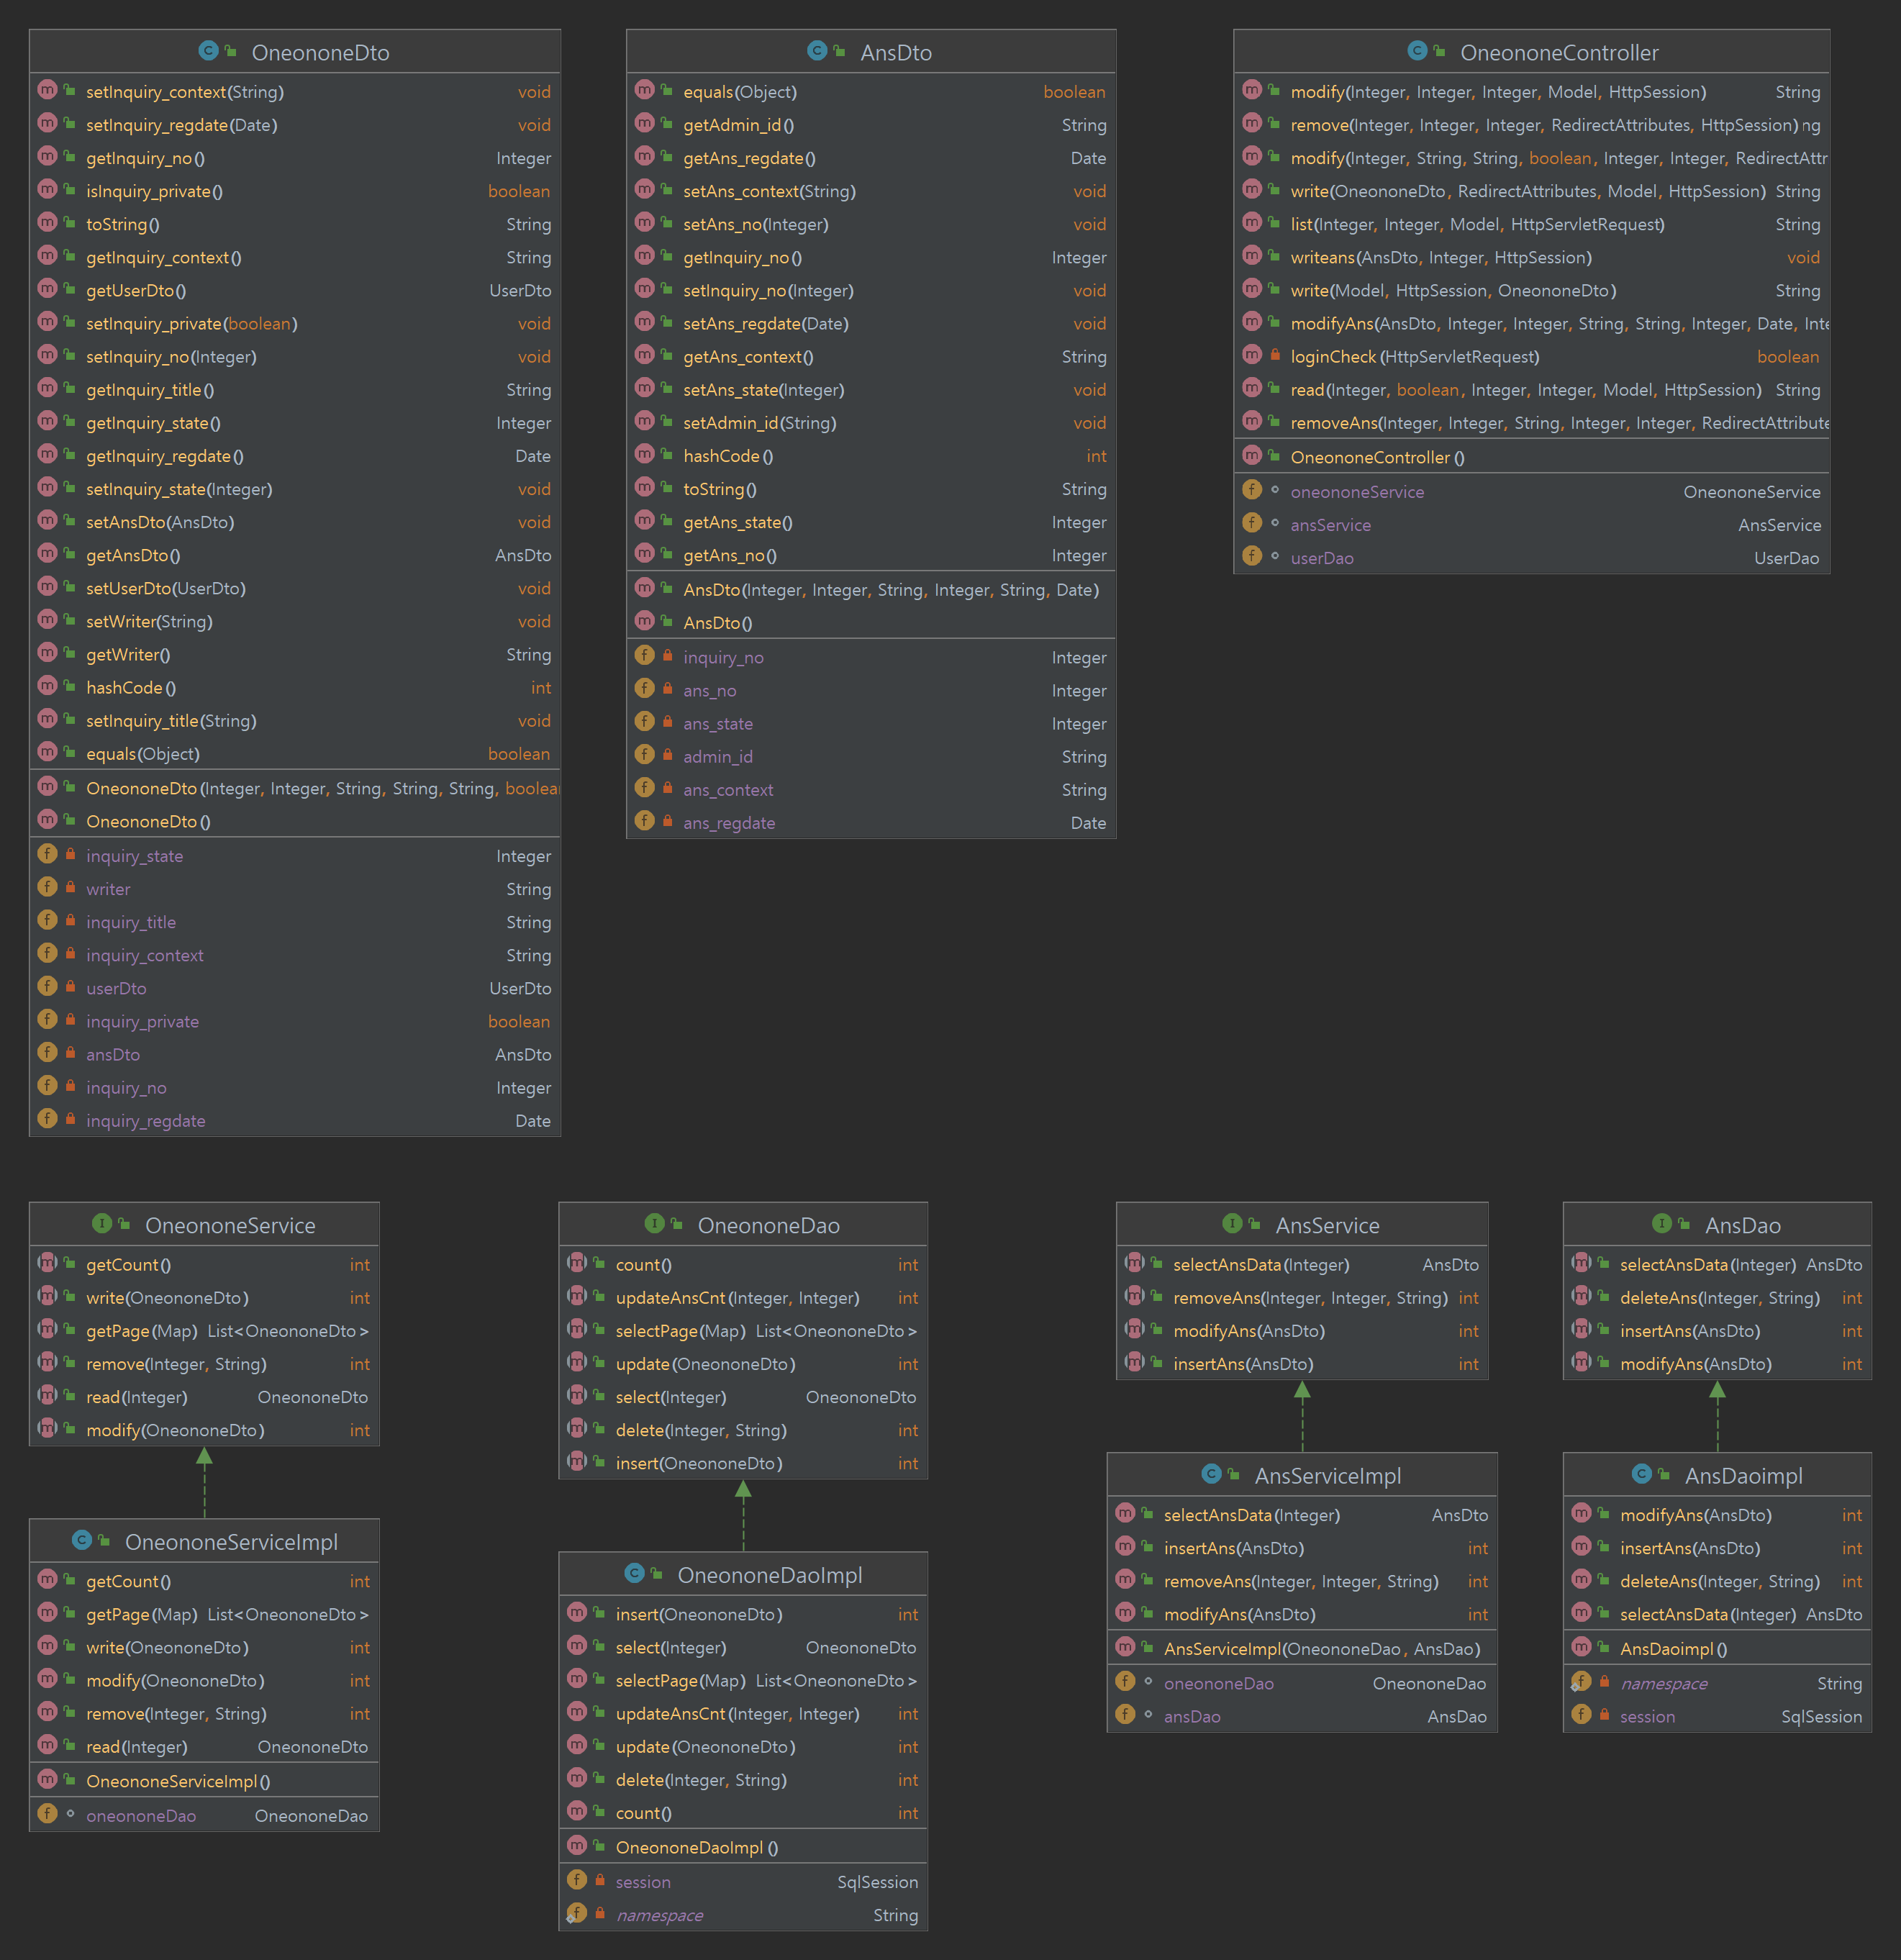 OneononeDto
setInquiry_context(String) void
setInquiry_regdate(Date) void
getInquiry_no() Integer
isInquiry_private() boolean
toString() String
getInquiry_context() String
getUserDto() UserDto
setInquiry_private(boolean) void
setInquiry_no(Integer) void
getInquiry_title() String
getInquiry_state() Integer
getInquiry_regdate() Date
setInquiry_state(Integer) void
setAnsDto(AnsDto) void
getAnsDto() AnsDto
setUserDto(UserDto) void
setWriter(String) void
getWriter() String
hashCode() int
setInquiry_title(String) void
equals(Object) boolean
OneononeDto(Integer, Integer, String, String, String, boolea
OneononeDto()
inquiry_state Integer
writer String
inquiry_title String
inquiry_context String
userDto UserDto
inquiry_private boolean
ansDto AnsDto
inquiry_no Integer
inquiry_regdate Date
AnsDto
equals(Object) boolean
getAdmin_id() String
getAns_regdate() Date
setAns_context(String) void
setAns_no(Integer) void
getInquiry_no() Integer
setInquiry_no(Integer) void
setAns_regdate(Date) void
getAns_context() String
setAns_state(Integer) void
setAdmin_id(String) void
hashCode() int
toString() String
getAns_state() Integer
getAns_no() Integer
AnsDto(Integer, Integer, String, Integer, String, Date)
AnsDto()
inquiry_no Integer
ans_no Integer
ans_state Integer
admin_id String
ans_context String
ans_regdate Date
OneononeController
modify(Integer, Integer, Integer, Model, HttpSession) String
remove(Integer, Integer, Integer, RedirectAttributes, HttpSession) ng
modify(Integer, String, String, boolean, Integer, Integer, RedirectAttr
write(OneononeDto, RedirectAttributes, Model, HttpSession) String
list(Integer, Integer, Model, HttpServletRequest) String
writeans(AnsDto, Integer, HttpSession) void
write(Model, HttpSession, OneononeDto) String
modifyAns(AnsDto, Integer, Integer, String, String, Integer, Date, Inte
loginCheck(HttpServletRequest) boolean
read(Integer, boolean, Integer, Integer, Model, HttpSession) String
removeAns(Integer, Integer, String, Integer, Integer, RedirectAttribute
OneononeController()
oneononeService OneononeService
ansService AnsService
userDao UserDao
OneononeService
getCount() int
write(OneononeDto) int
getPage(Map) List<OneononeDto>
remove(Integer, String) int
read(Integer) OneononeDto
modify(OneononeDto) int
OneononeServiceImpl
getCount() int
getPage(Map) List<OneononeDto>
write(OneononeDto) int
modify(OneononeDto) int
remove(Integer, String) int
read(Integer) OneononeDto
OneononeServiceImpl()
oneononeDao OneononeDao
OneononeDao
count() int
updateAnsCnt(Integer, Integer) int
selectPage(Map) List<OneononeDto>
update(OneononeDto) int
select(Integer) OneononeDto
delete(Integer, String) int
insert(OneononeDto) int
OneononeDaoImpl
insert(OneononeDto) int
select(Integer) OneononeDto
selectPage(Map) List<OneononeDto>
updateAnsCnt(Integer, Integer) int
update(OneononeDto) int
delete(Integer, String) int
count() int
OneononeDaoImpl()
session SqlSession
namespace String
AnsService
selectAnsData(Integer) AnsDto
removeAns(Integer, Integer, String) int
modifyAns(AnsDto) int
insertAns(AnsDto) int
AnsServiceImpl
selectAnsData(Integer) AnsDto
insertAns(AnsDto) int
removeAns(Integer, Integer, String) int
modifyAns(AnsDto) int
AnsServiceImpl(OneononeDao, AnsDao)
oneononeDao OneononeDao
ansDao AnsDao
AnsDao
selectAnsData(Integer) AnsDto
deleteAns(Integer, String) int
insertAns(AnsDto) int
modifyAns(AnsDto) int
AnsDaoimpl
modifyAns(AnsDto) int
insertAns(AnsDto) int
deleteAns(Integer, String) int
selectAnsData(Integer) AnsDto
AnsDaoimpl()
namespace String
session SqlSession